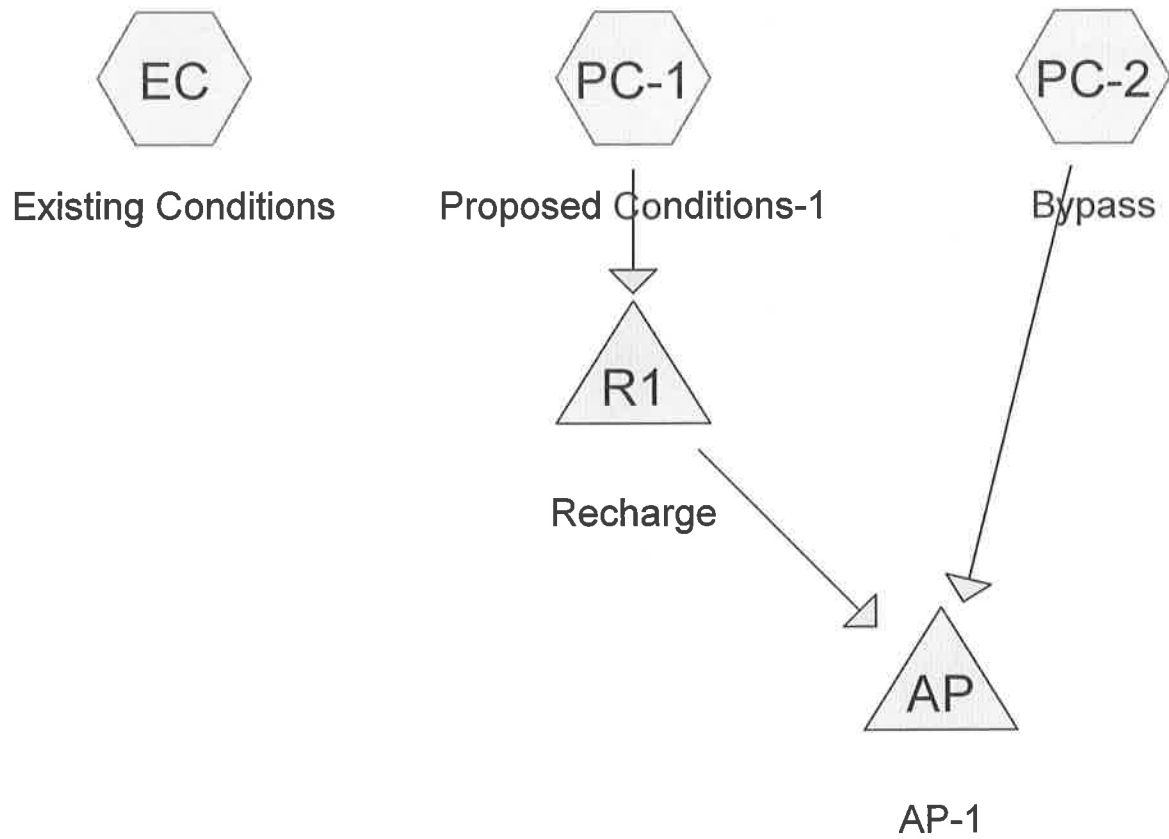 EC
PC-1
PC-2
Existing Conditions
Proposed Conditions-1
Bypass
R1
Recharge
AP
AP-1